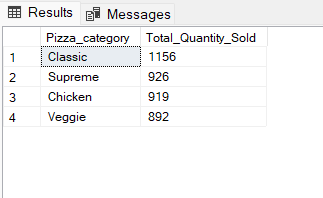 Results Messages
Pizza_category Total_Quantity_Sold
1 Classic 1156
2 Supreme 926
3 Chicken 919
4 Veggie 892